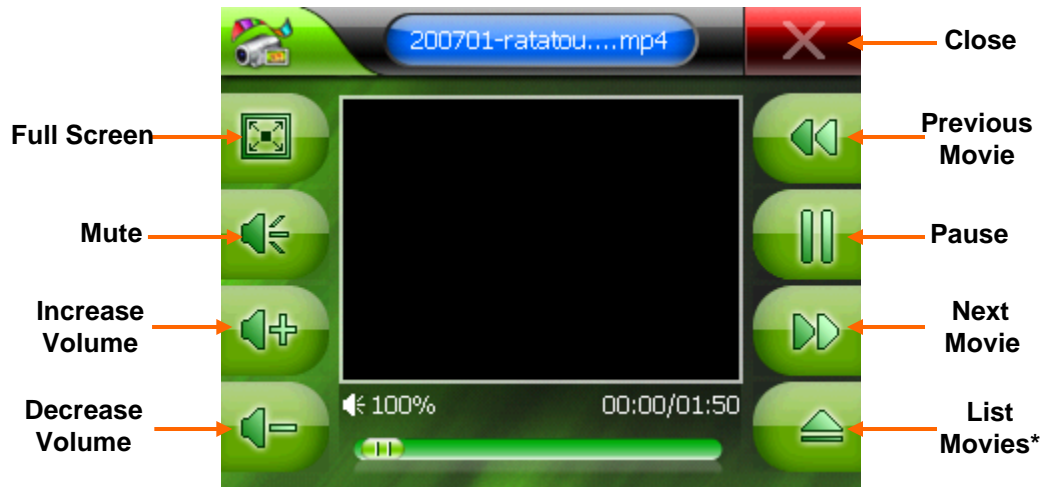 200701-ratatou....mp4
Close
Full Screen
Previous
Movie
Mute
Pause
Increase
Volume
Next
Movie
100%
00:00/01:50
Decrease
Volume
List
Movies*